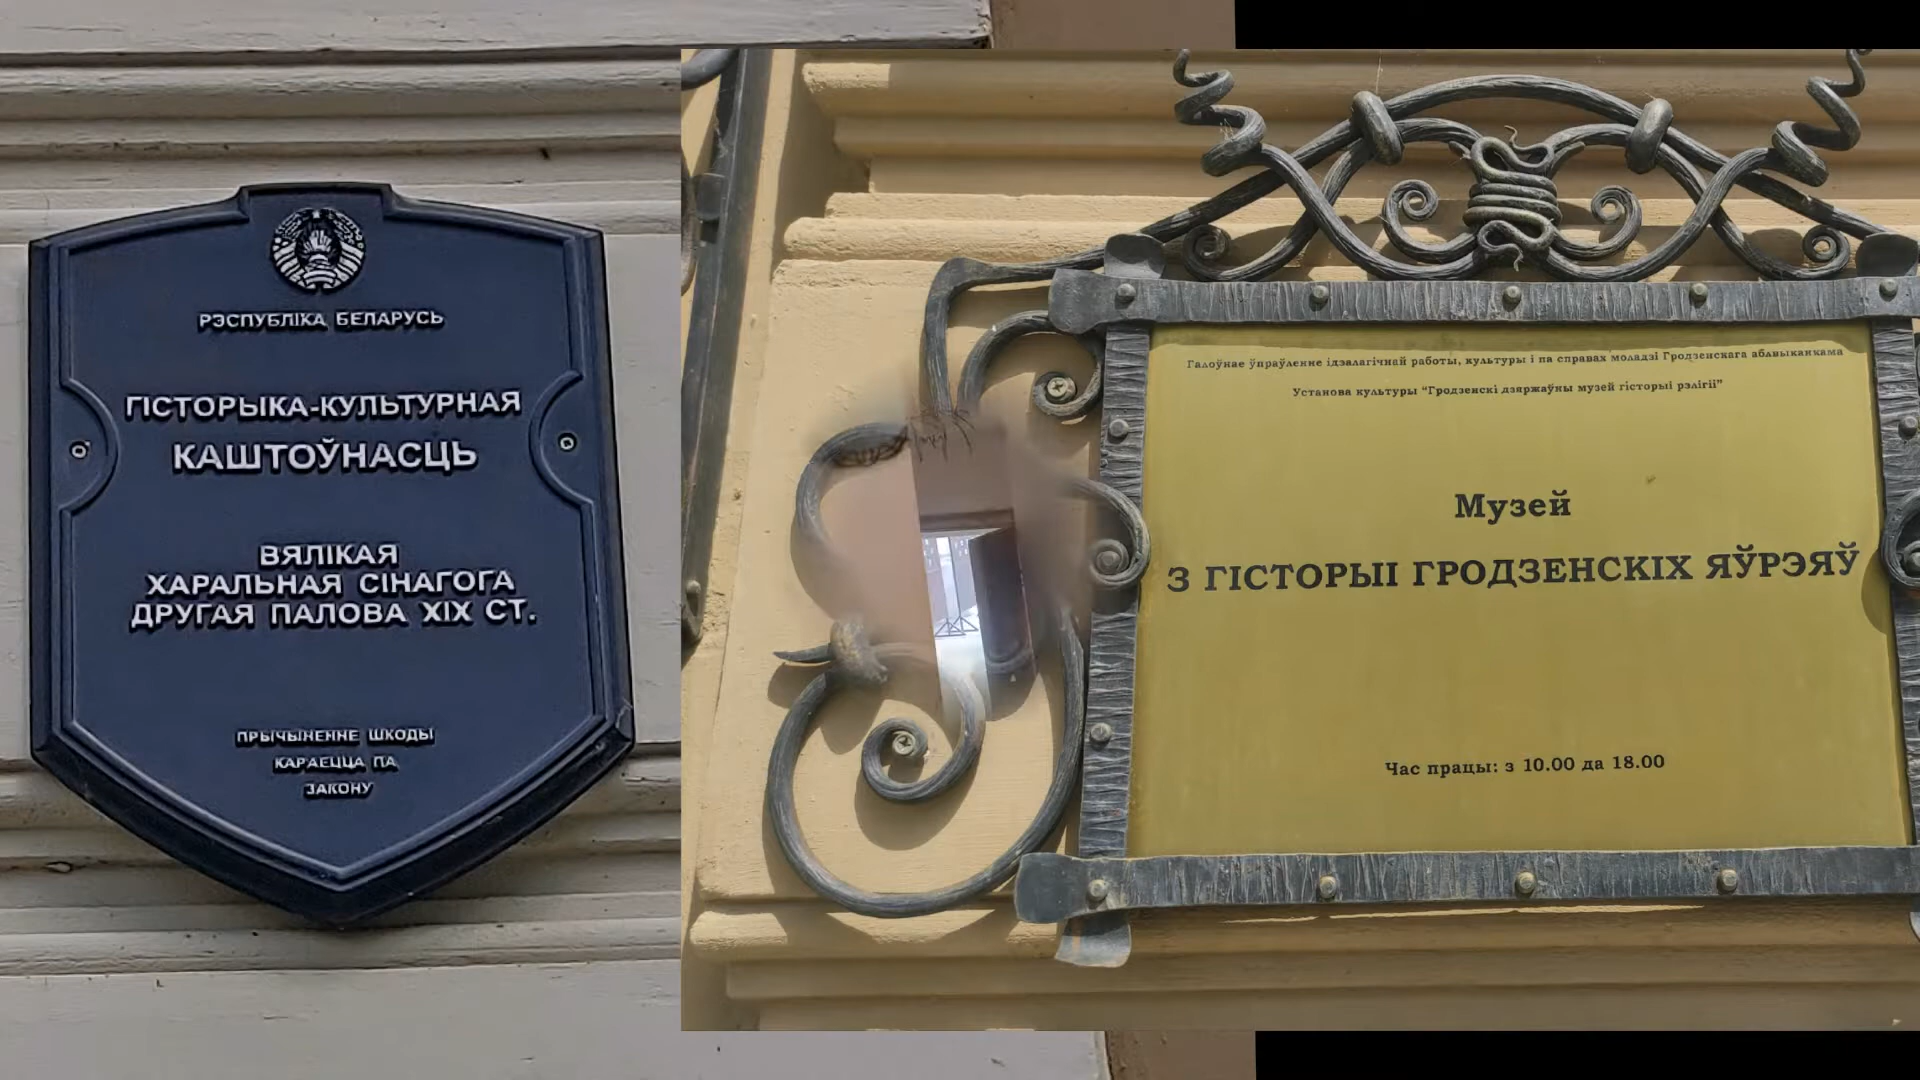 РЭСПУБЛІКА БЕЛАРУСЬ
ГІСТОРЫКА-КУЛЬТУРНАЯ
КАШТОЎНАСЦЬ
ВЯЛІКАЯ
ХАРАЛЬНАЯ СІНАГОГА
ДРУГАЯ ПАЛОВА XIX СТ.
ПРЫЧЫНЕННЕ ШКОДЫ
КАРАЕЦЦА ПА
ЗАКОНУ
Галоўнае ўпраўленне ідэалагічнай работы, культуры і па справах моладзі Гродзенскага аблвыканкама
Установа культуры “Гродзенскі дзяржаўны музей гісторыі рэлігіі”
Музей
З ГІСТОРЫІ ГРОДЗЕНСКІХ ЯЎРЭЯЎ
Час працы: з 10.00 да 18.00